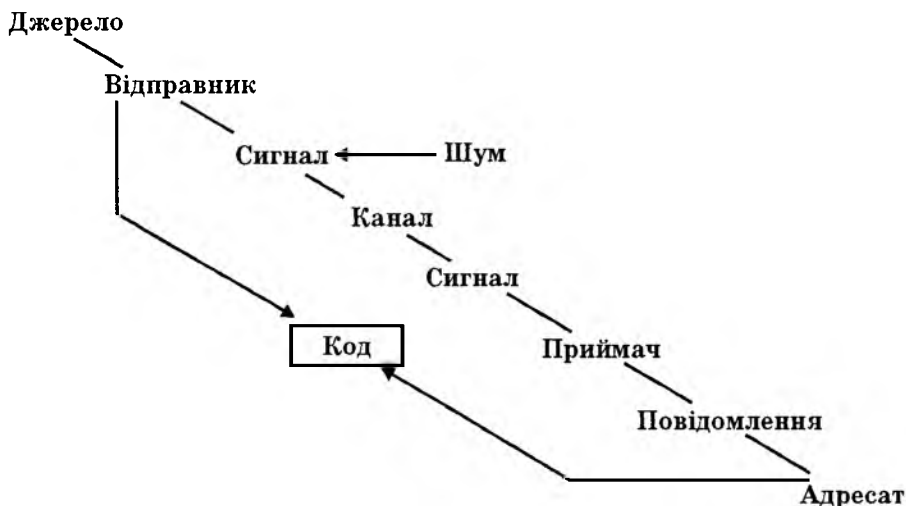 Джерело
Відправник
Сигнал
Шум
Канал
Сигнал
Код
Приймач
Повідомлення
Адресат